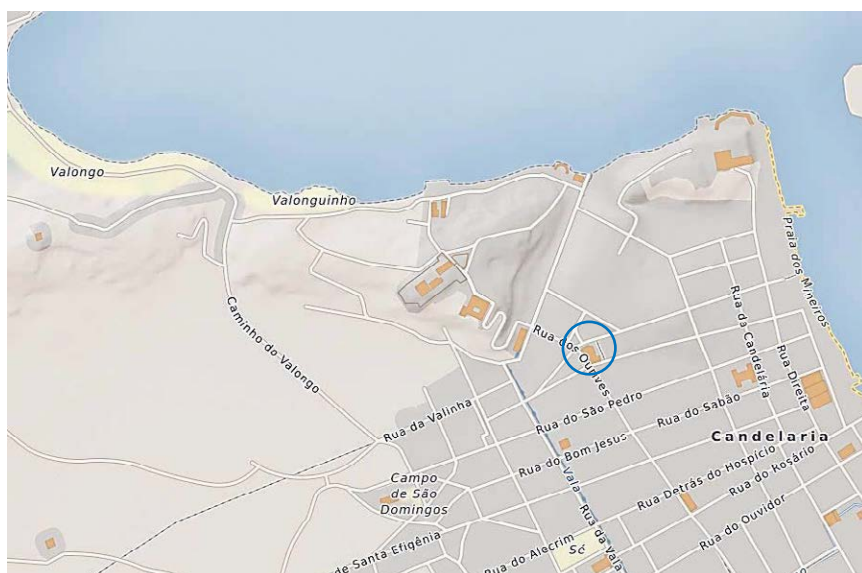 Valongo
Valonguinho
Praia dos Mineiros
Caminho do Valongo
Rua dos Ourives
Rua da Candelária
Rua Direita
Rua da Valinha
Rua do São Pedro
Rua do Sabão
Candelaria
Rua do Bom Jesus
Rua Detrás do Hospício
Rua do Rosário
Campo
de São
Domingos
Vala
Rua da Vala
Rua do Ouvidor
de Santa Efigênia
Rua do Alecrim
Sé